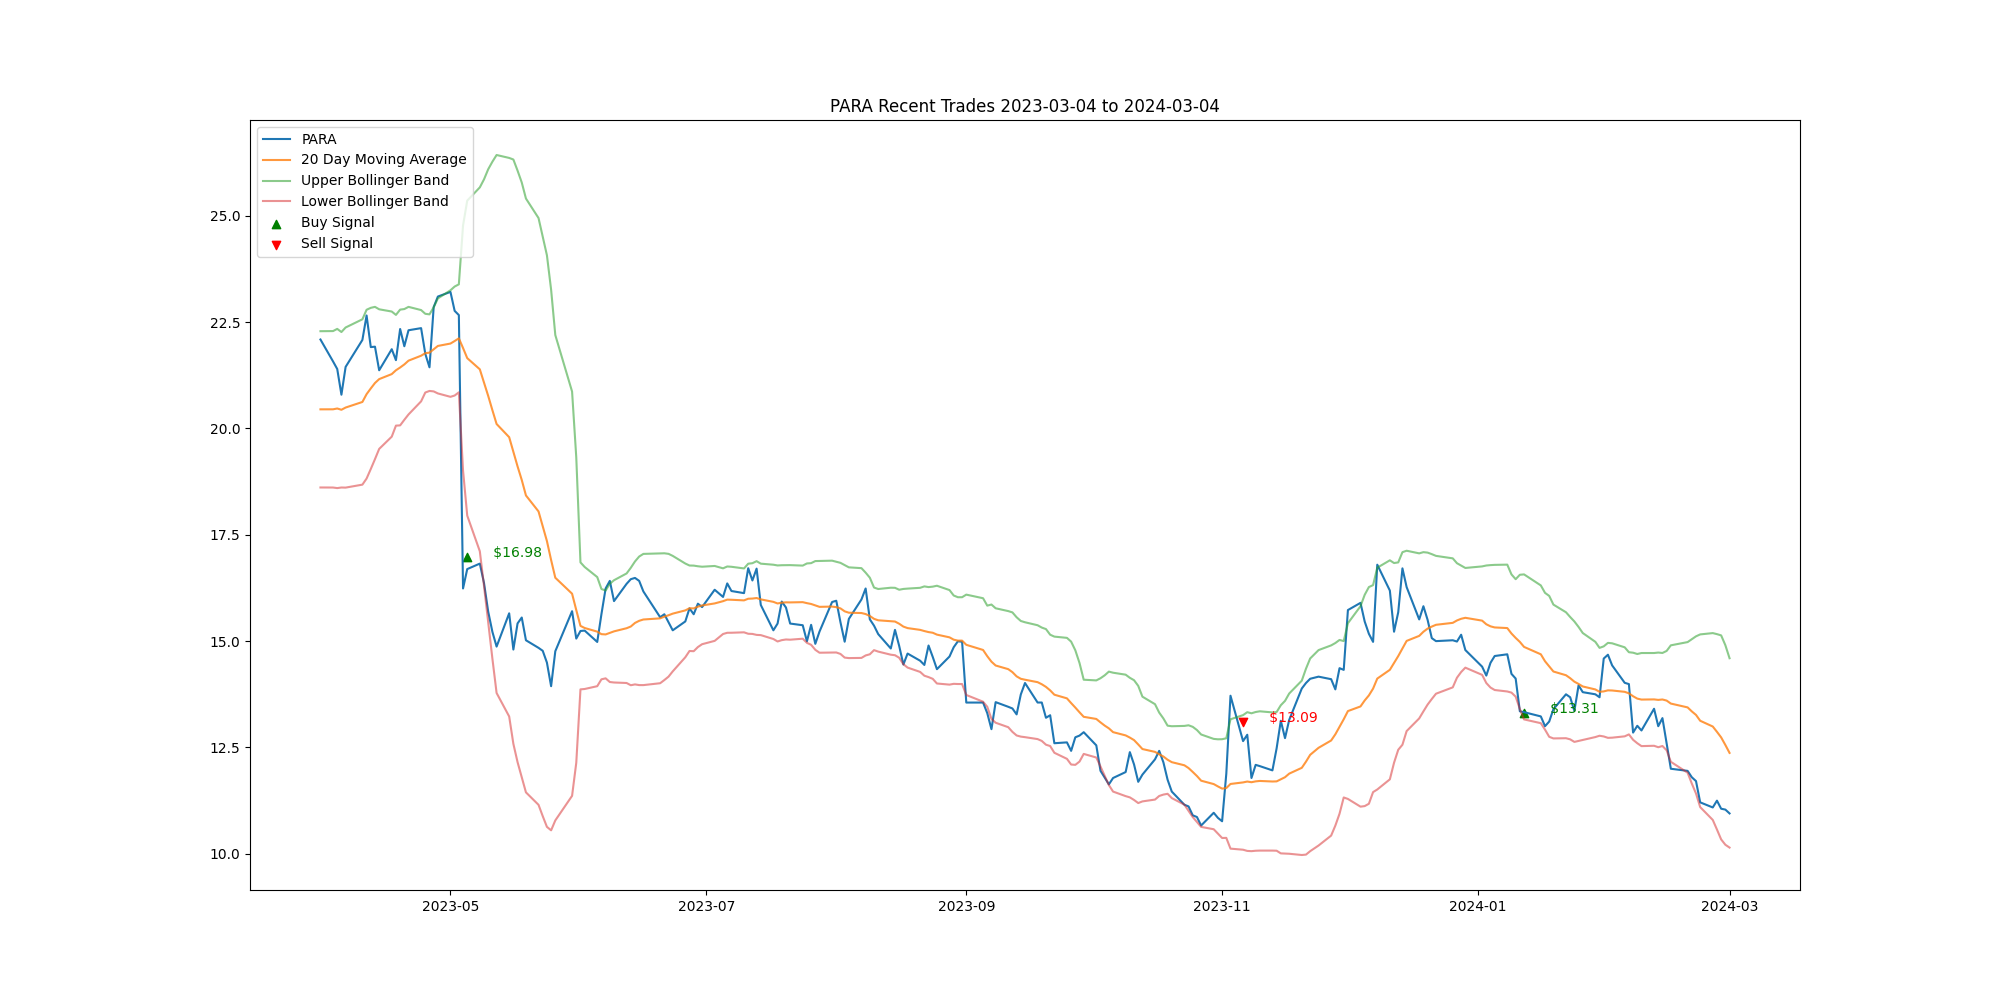 PARA Recent Trades 2023-03-04 to 2024-03-04
PARA
20 Day Moving Average
Upper Bollinger Band
Lower Bollinger Band
Buy Signal
Sell Signal
25.0
22.5
20.0
17.5
15.0
12.5
10.0
$16.98
$13.09
$13.31
2023-05
2023-07
2023-09
2023-11
2024-01
2024-03